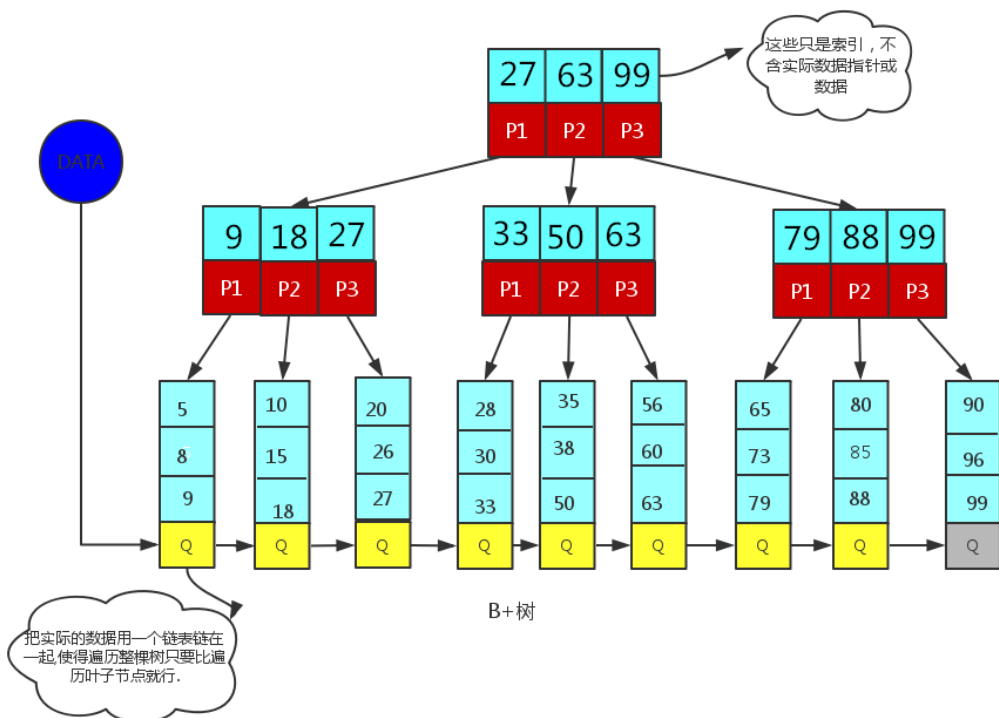 这些只是索引，不
含实际数据指针或
数据
27 63 99
P1 P2 P3
DATA
9 18 27
P1 P2 P3
33 50 63
P1 P2 P3
79 88 99
P1 P2 P3
5
8
9
Q
10
15
18
Q
20
26
27
Q
28
30
33
Q
35
38
50
Q
56
60
63
Q
65
73
79
Q
80
85
88
Q
90
96
99
Q
B+树
把实际的数据用一个链表链在
一起,使得遍历整棵树只要比遍
历叶子节点就行.